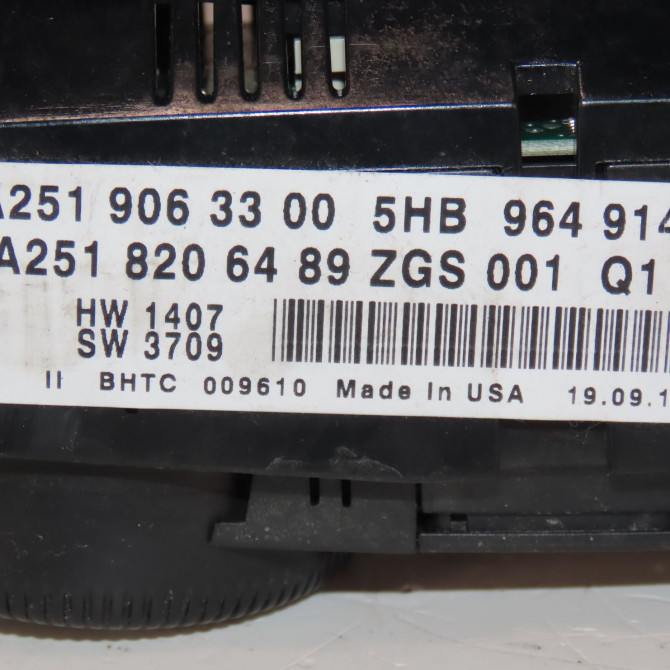 A251 906 33 00 5HB 964 914
A251 820 64 89 ZGS 001 Q1
HW 1407
SW 3709
II BHTC 009610 Made In USA 19.09.1